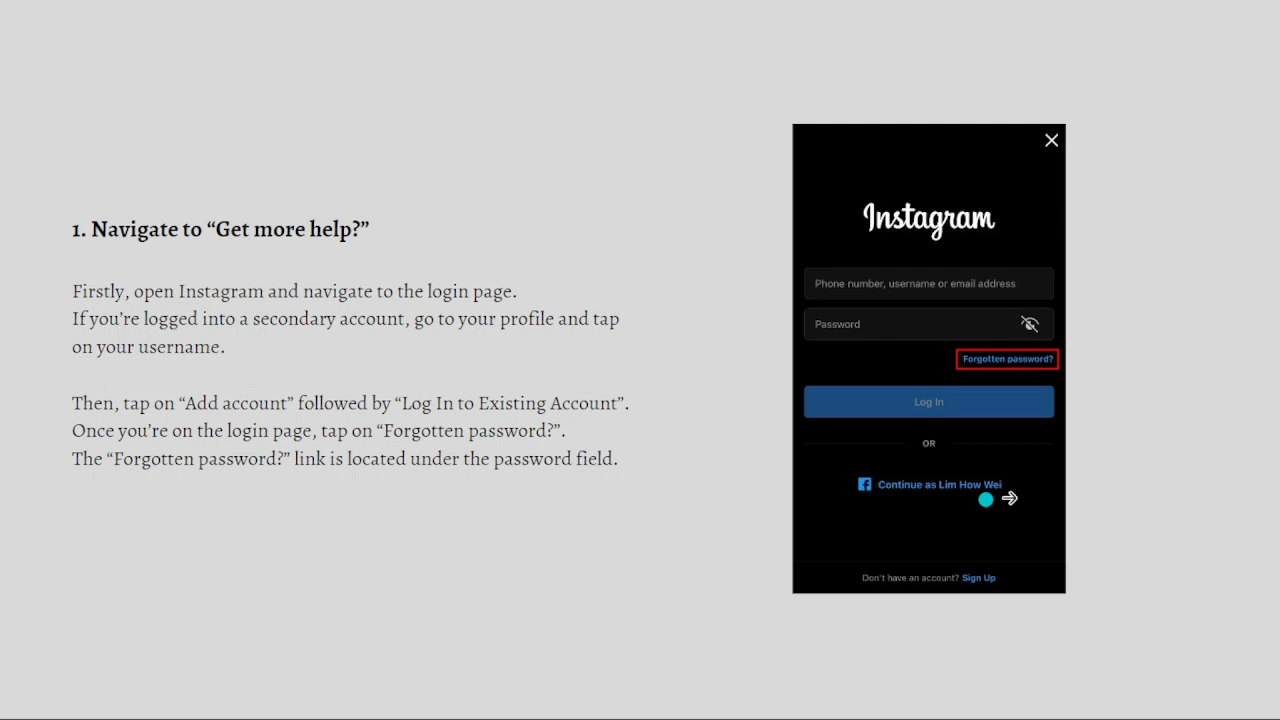 1. Navigate to “Get more help?”
Firstly, open Instagram and navigate to the login page.
If you’re logged into a secondary account, go to your profile and tap
on your username.
Then, tap on “Add account” followed by “Log In to Existing Account”.
Once you’re on the login page, tap on “Forgotten password?”.
The “Forgotten password?” link is located under the password field.
Instagram
Phone number, username or email address
Password
Forgotten password?
Log In
OR
Continue as Lim How Wei
Don't have an account? Sign Up